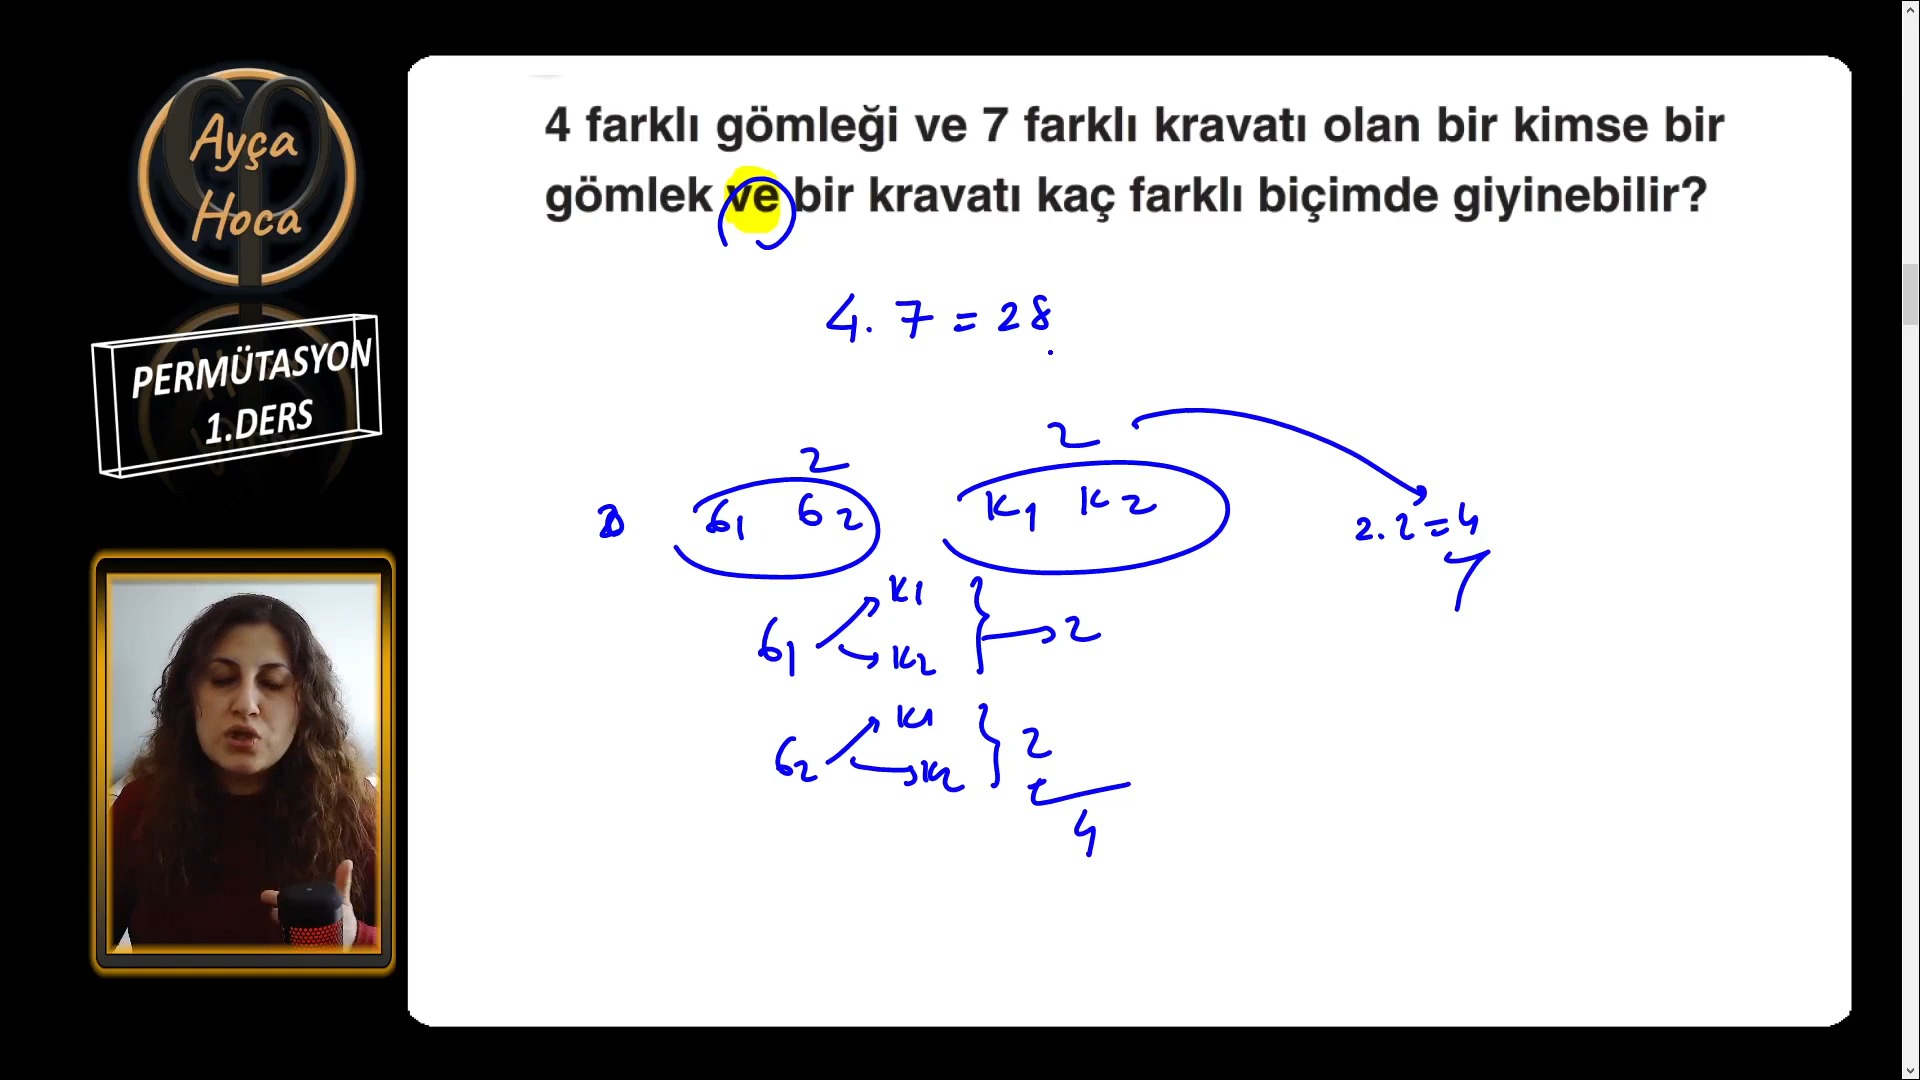 Ayça
Hoca
PERMÜTASYON
1.DERS
4 farklı gömleği ve 7 farklı kravatı olan bir kimse bir
gömlek ve bir kravatı kaç farklı biçimde giyinebilir?
4. 7 = 28
2 2
G1 G2 K1 K2 2. 2 = 4
G1 K1 K2 2
G2 K1 K2 2
4